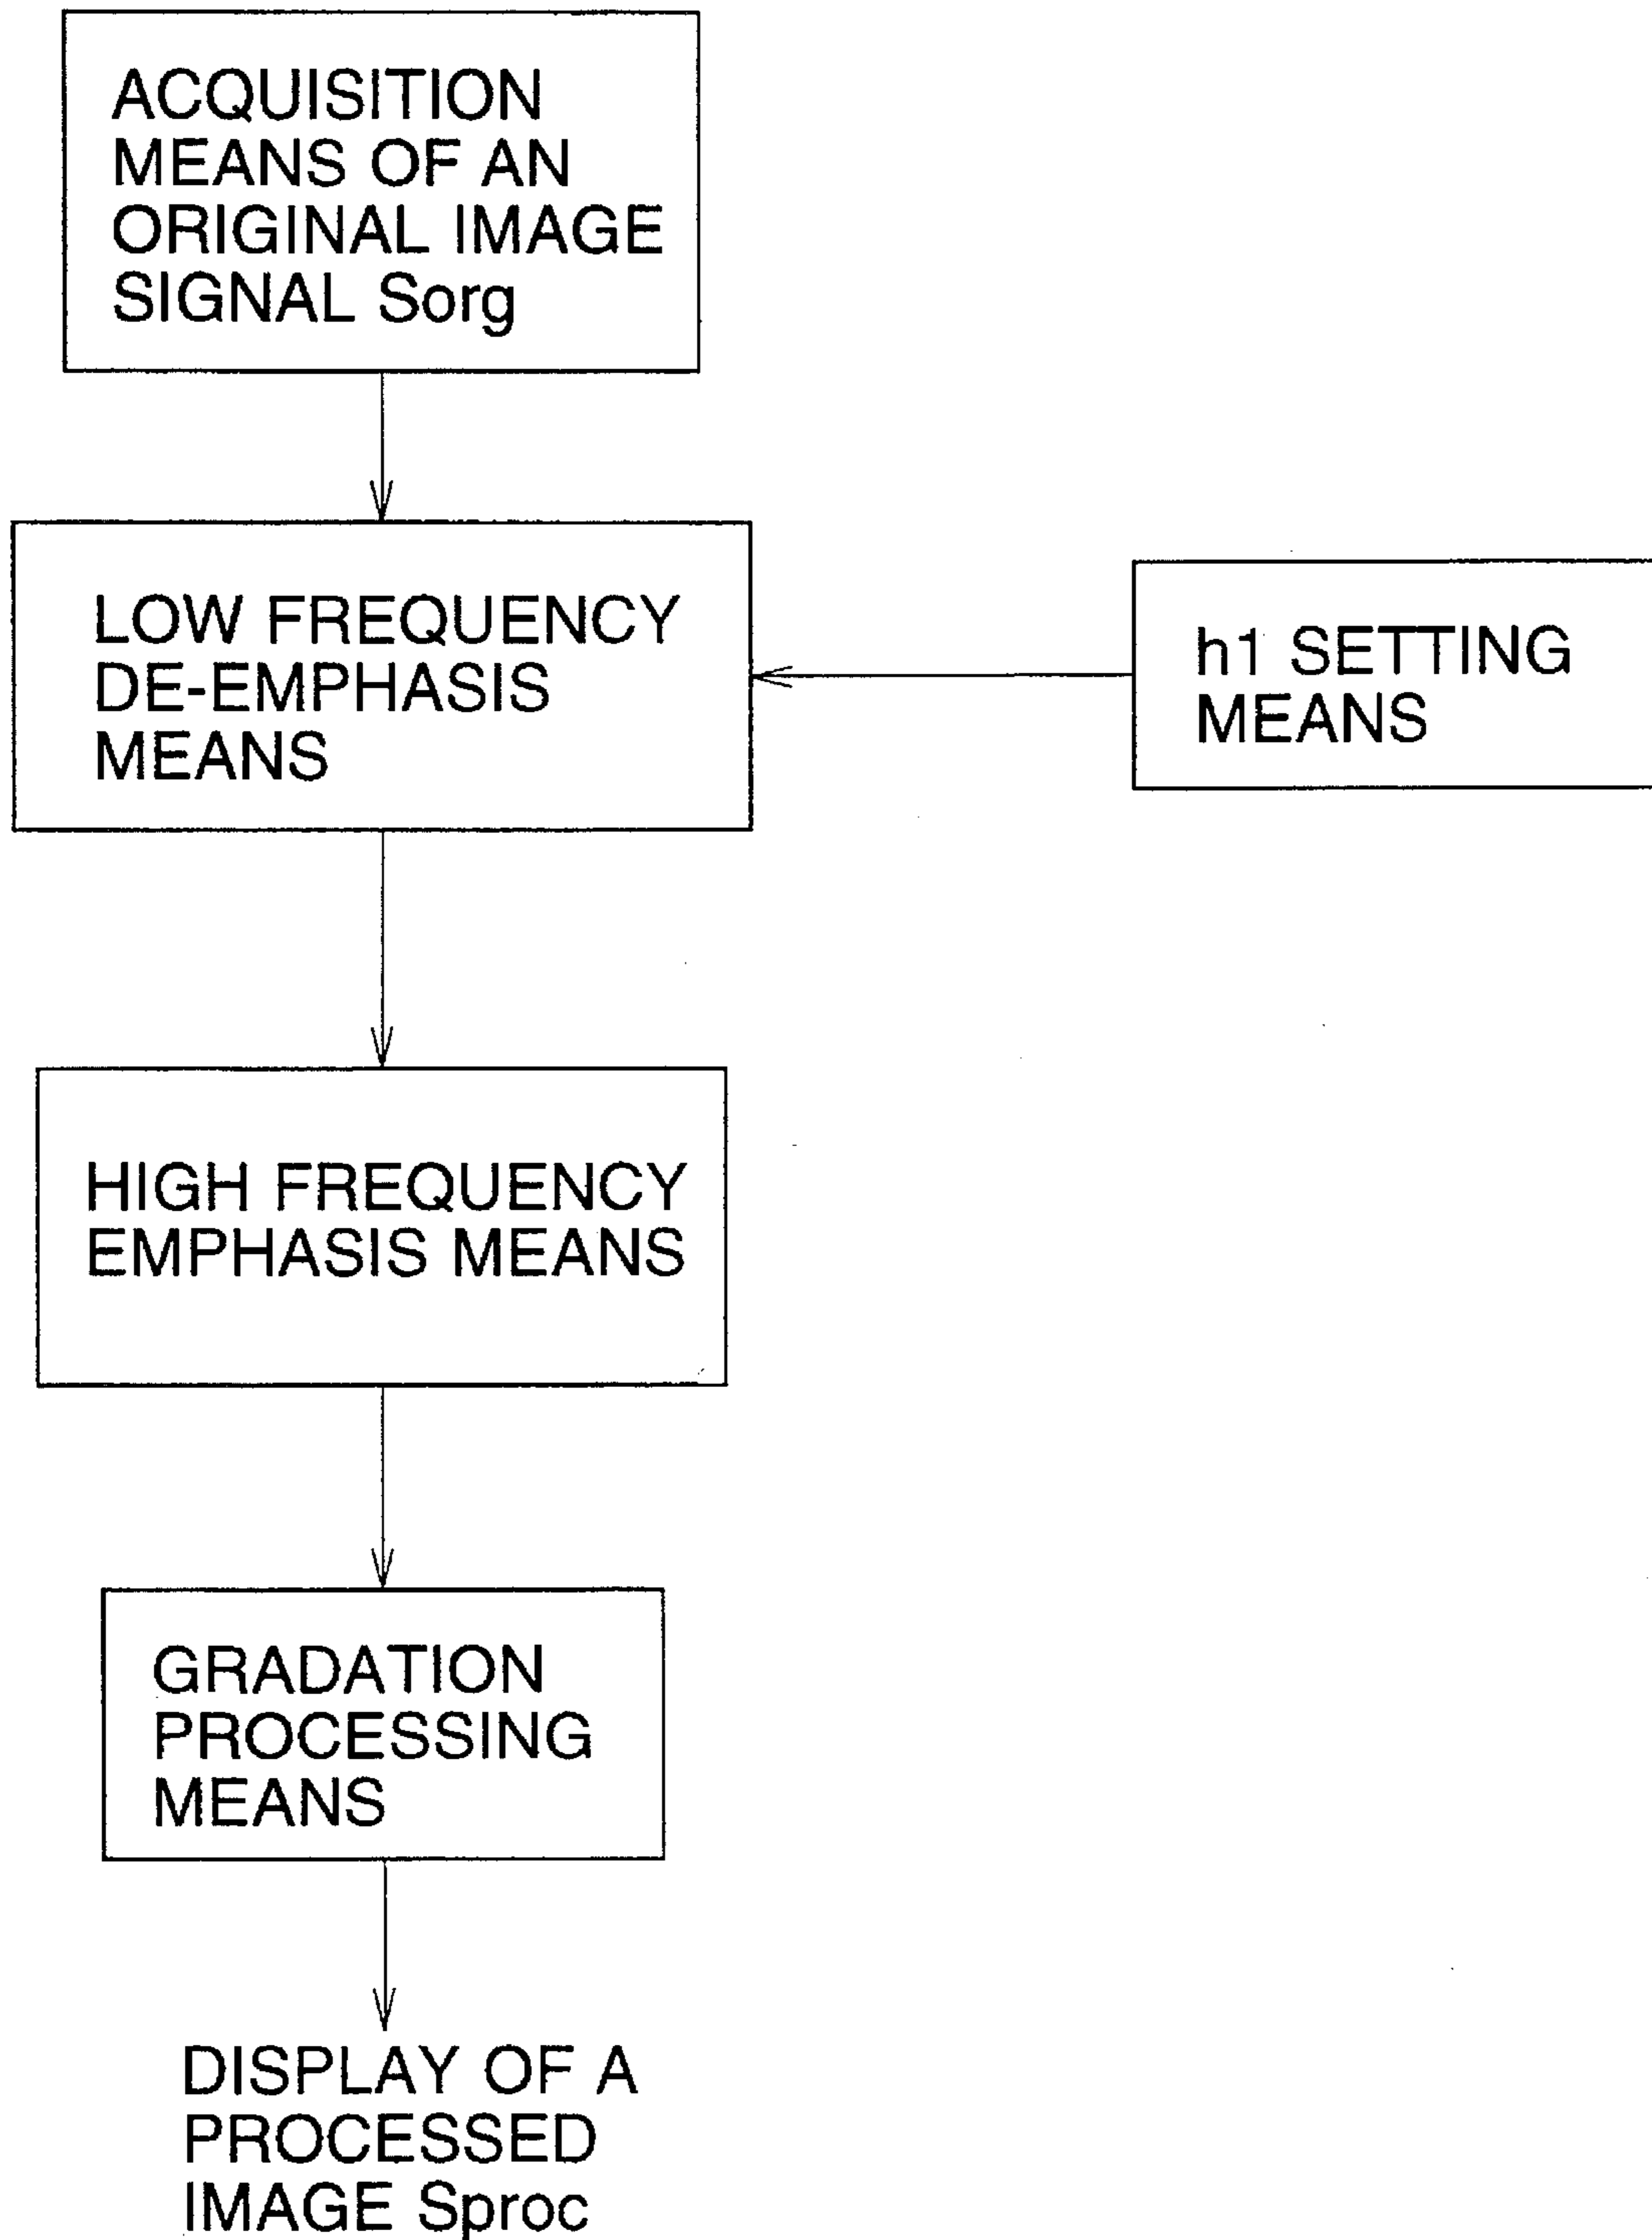 ACQUISITION
MEANS OF AN
ORIGINAL IMAGE
SIGNAL Sorg
LOW FREQUENCY
DE-EMPHASIS
MEANS
h1 SETTING
MEANS
HIGH FREQUENCY
EMPHASIS MEANS
GRADATION
PROCESSING
MEANS
DISPLAY OF A
PROCESSED
IMAGE Sproc